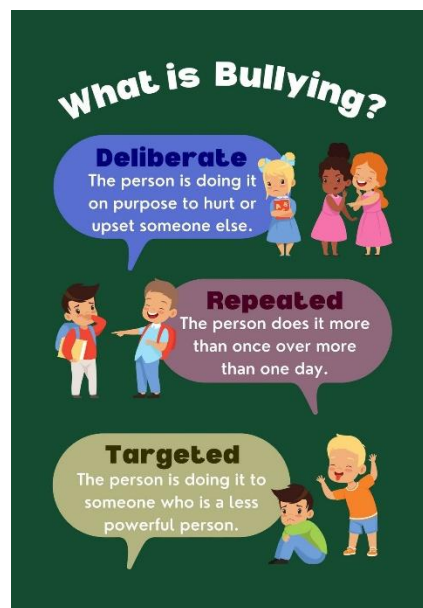 What is Bullying?
Deliberate
The person is doing it
on purpose to hurt or
upset someone else.
Repeated
The person does it more
than once over more
than one day.
Targeted
The person is doing it to
someone who is a less
powerful person.